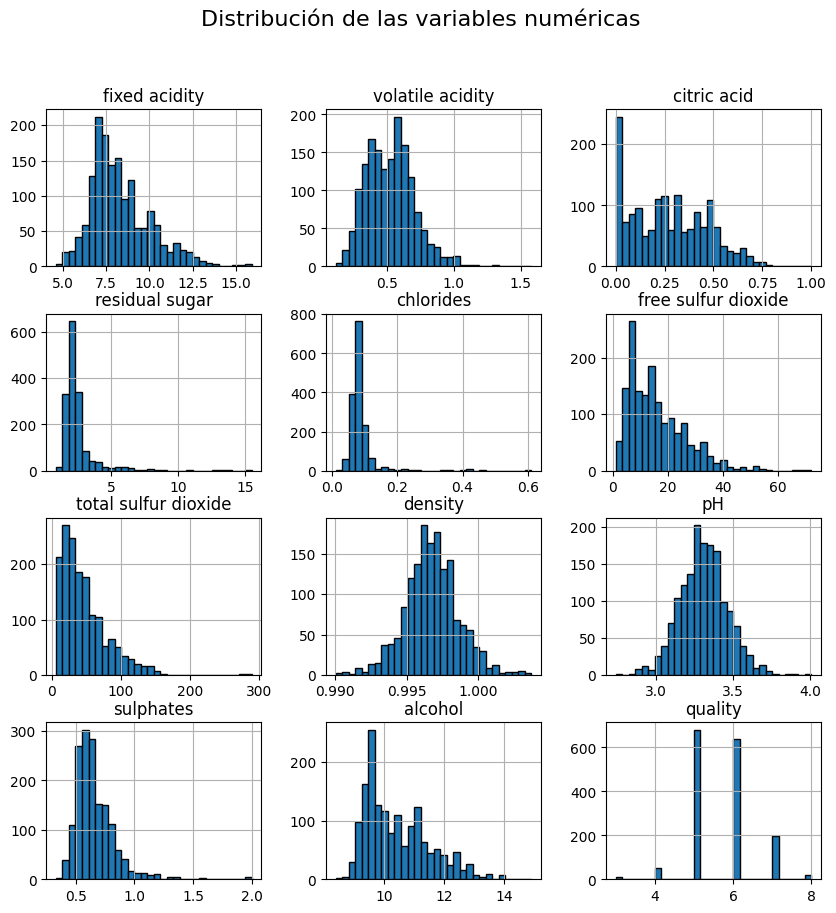 Distribución de las variables numéricas
fixed acidity volatile acidity citric acid
200 150 100 50 0
5.0 7.5 10.0 12.5 15.0
200 150 100 50 0
0.5 1.0 1.5
200 100 0
0.00 0.25 0.50 0.75 1.00
residual sugar chlorides free sulfur dioxide
600 400 200 0
5 10 15
800 600 400 200 0
0.0 0.2 0.4 0.6
200 100 0
0 20 40 60
total sulfur dioxide density pH
200 100 0
0 100 200 300
150 100 50 0
0.990 0.995 1.000
200 150 100 50 0
3.0 3.5 4.0
sulphates alcohol quality
300 200 100 0
0.5 1.0 1.5 2.0
200 100 0
10 12 14
600 400 200 0
4 6 8